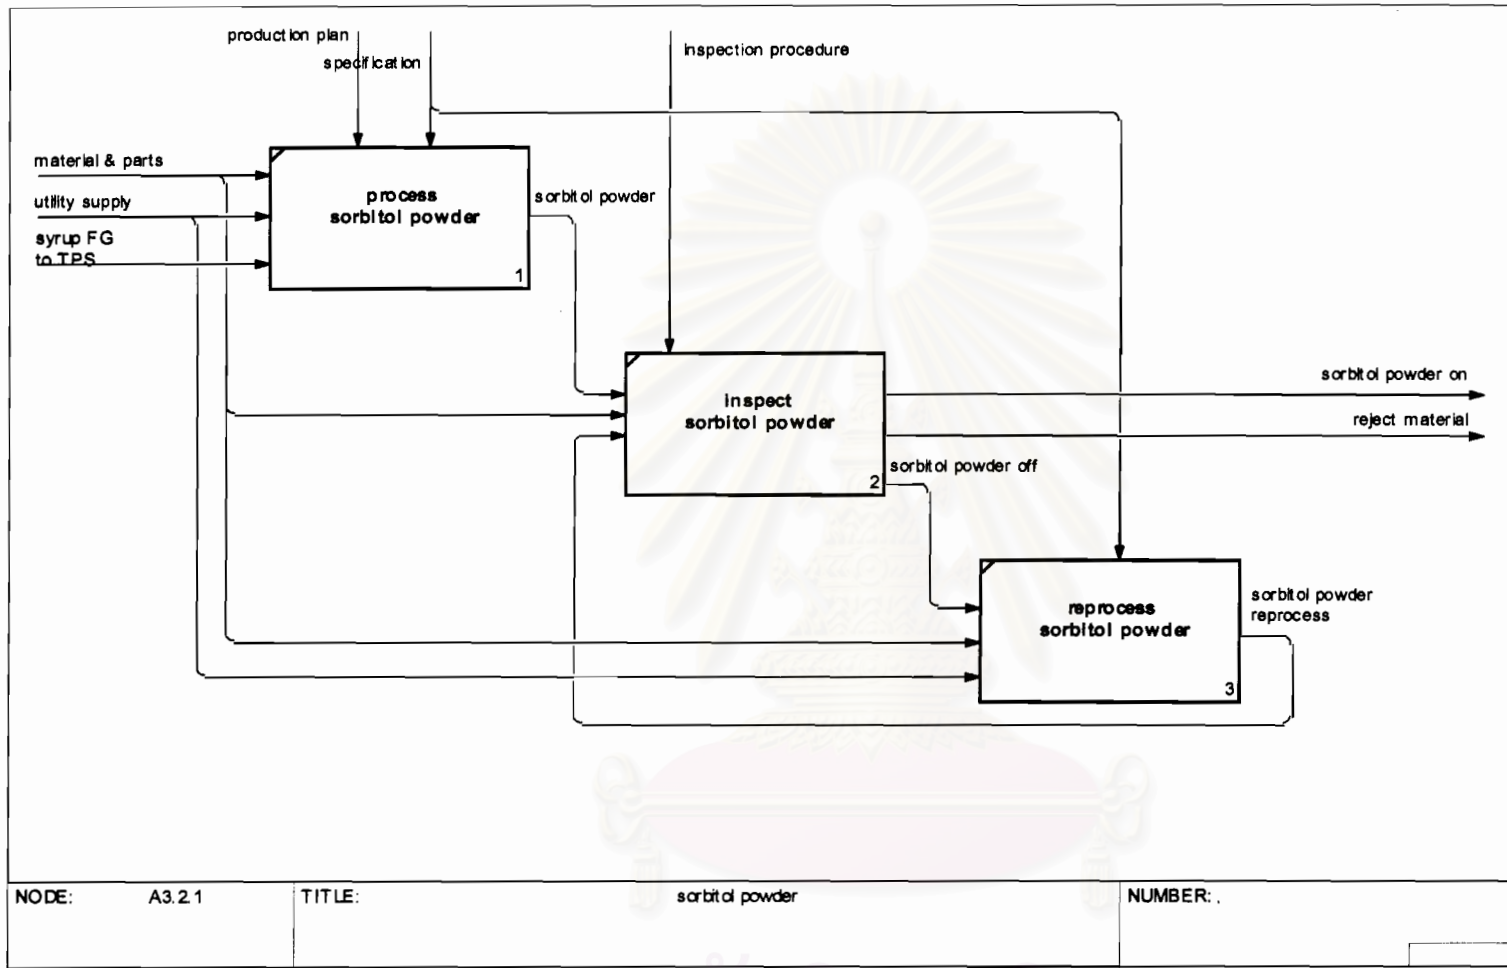 production plan
specification
inspection procedure
material & parts
utility supply
syrup FG
to TPS
process
sorbitol powder
1
sorbitol powder
inspect
sorbitol powder
2
sorbitol powder on
reject material
sorbitol powder off
reprocess
sorbitol powder
3
sorbitol powder
reprocess
NODE: A3.2.1 TITLE: sorbitol powder NUMBER: